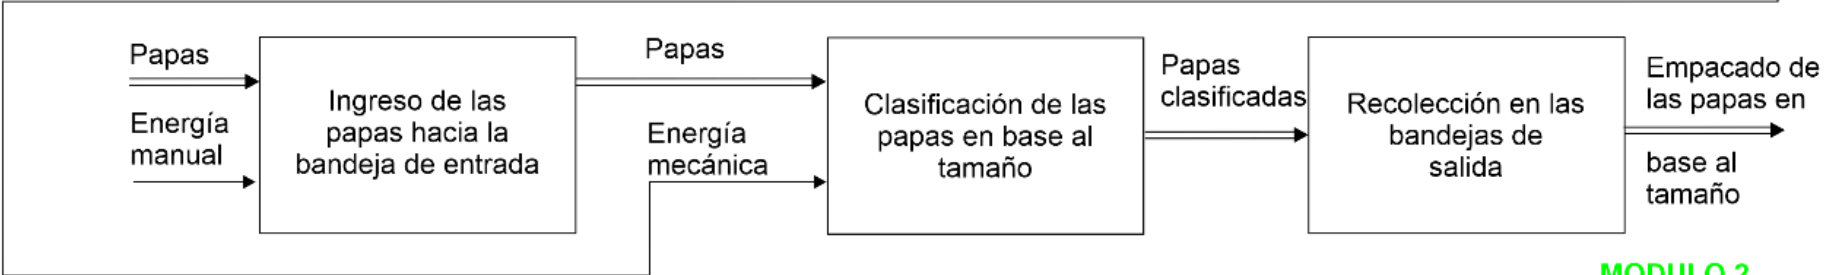 Papas
Energía
manual
Ingreso de las
papas hacia la
bandeja de entrada
Papas
Energía
mecánica
Clasificación de las
papas en base al
tamaño
Papas
clasificadas
Recolección en las
bandejas de
salida
Empacado de
las papas en
base al
tamaño
MODULO 2